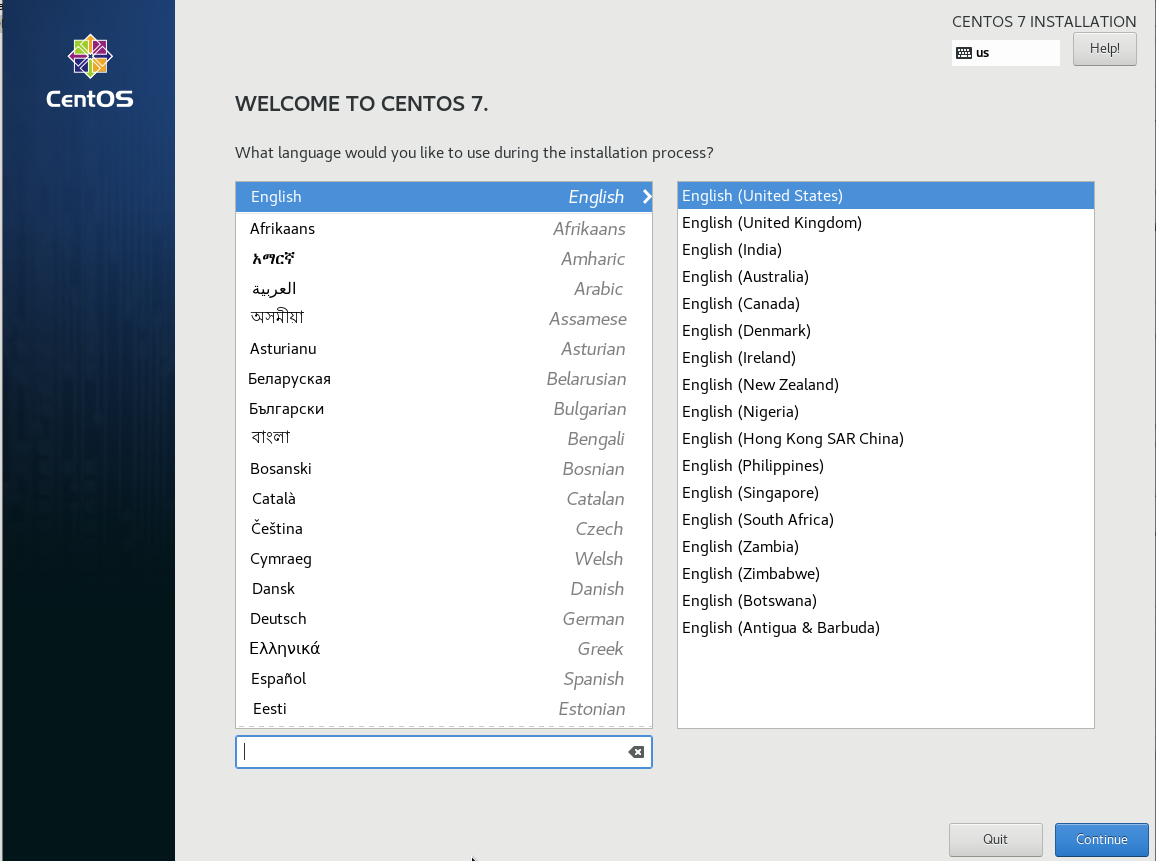 CentOS
CENTOS 7 INSTALLATION
us
Help!
WELCOME TO CENTOS 7.
What language would you like to use during the installation process?
English English
Afrikaans Afrikaans
አማርኛ Amharic
العربية Arabic
অসমীয়া Assamese
Asturianu Asturian
Беларуская Belarusian
Български Bulgarian
বাংলা Bengali
Bosanski Bosnian
Català Catalan
Čeština Czech
Cymraeg Welsh
Dansk Danish
Deutsch German
Ελληνικά Greek
Español Spanish
Eesti Estonian
English (United States)
English (United Kingdom)
English (India)
English (Australia)
English (Canada)
English (Denmark)
English (Ireland)
English (New Zealand)
English (Nigeria)
English (Hong Kong SAR China)
English (Philippines)
English (Singapore)
English (South Africa)
English (Zambia)
English (Zimbabwe)
English (Botswana)
English (Antigua & Barbuda)
Quit
Continue